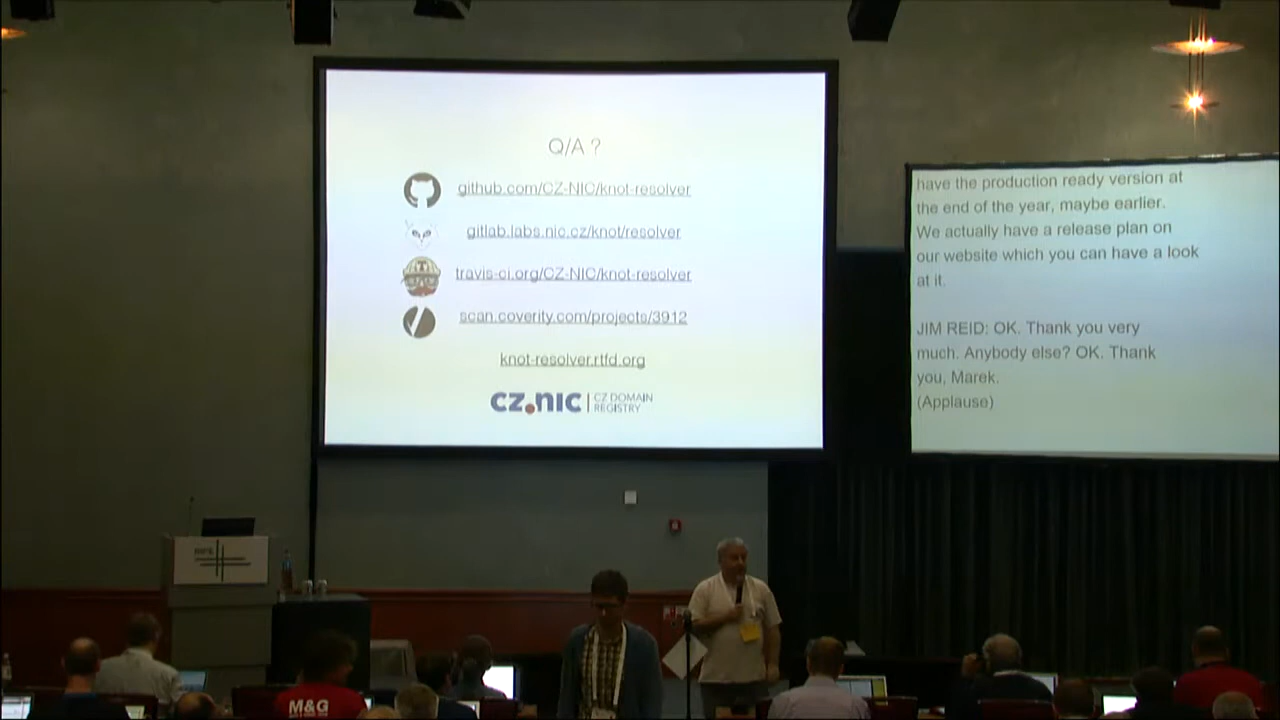 Q/A ?
github.com/CZ-NIC/knot-resolver
gitlab.labs.nic.cz/knot/resolver
travis-ci.org/CZ-NIC/knot-resolver
scan.coverity.com/projects/3912
knot-resolver.rtfd.org
cz.nic | CZ DOMAIN
REGISTRY
have the production ready version at
the end of the year, maybe earlier.
We actually have a release plan on
our website which you can have a look
at it.
JIM REID: OK. Thank you very
much. Anybody else? OK. Thank
you, Marek.
(Applause)
RIPE
M&G